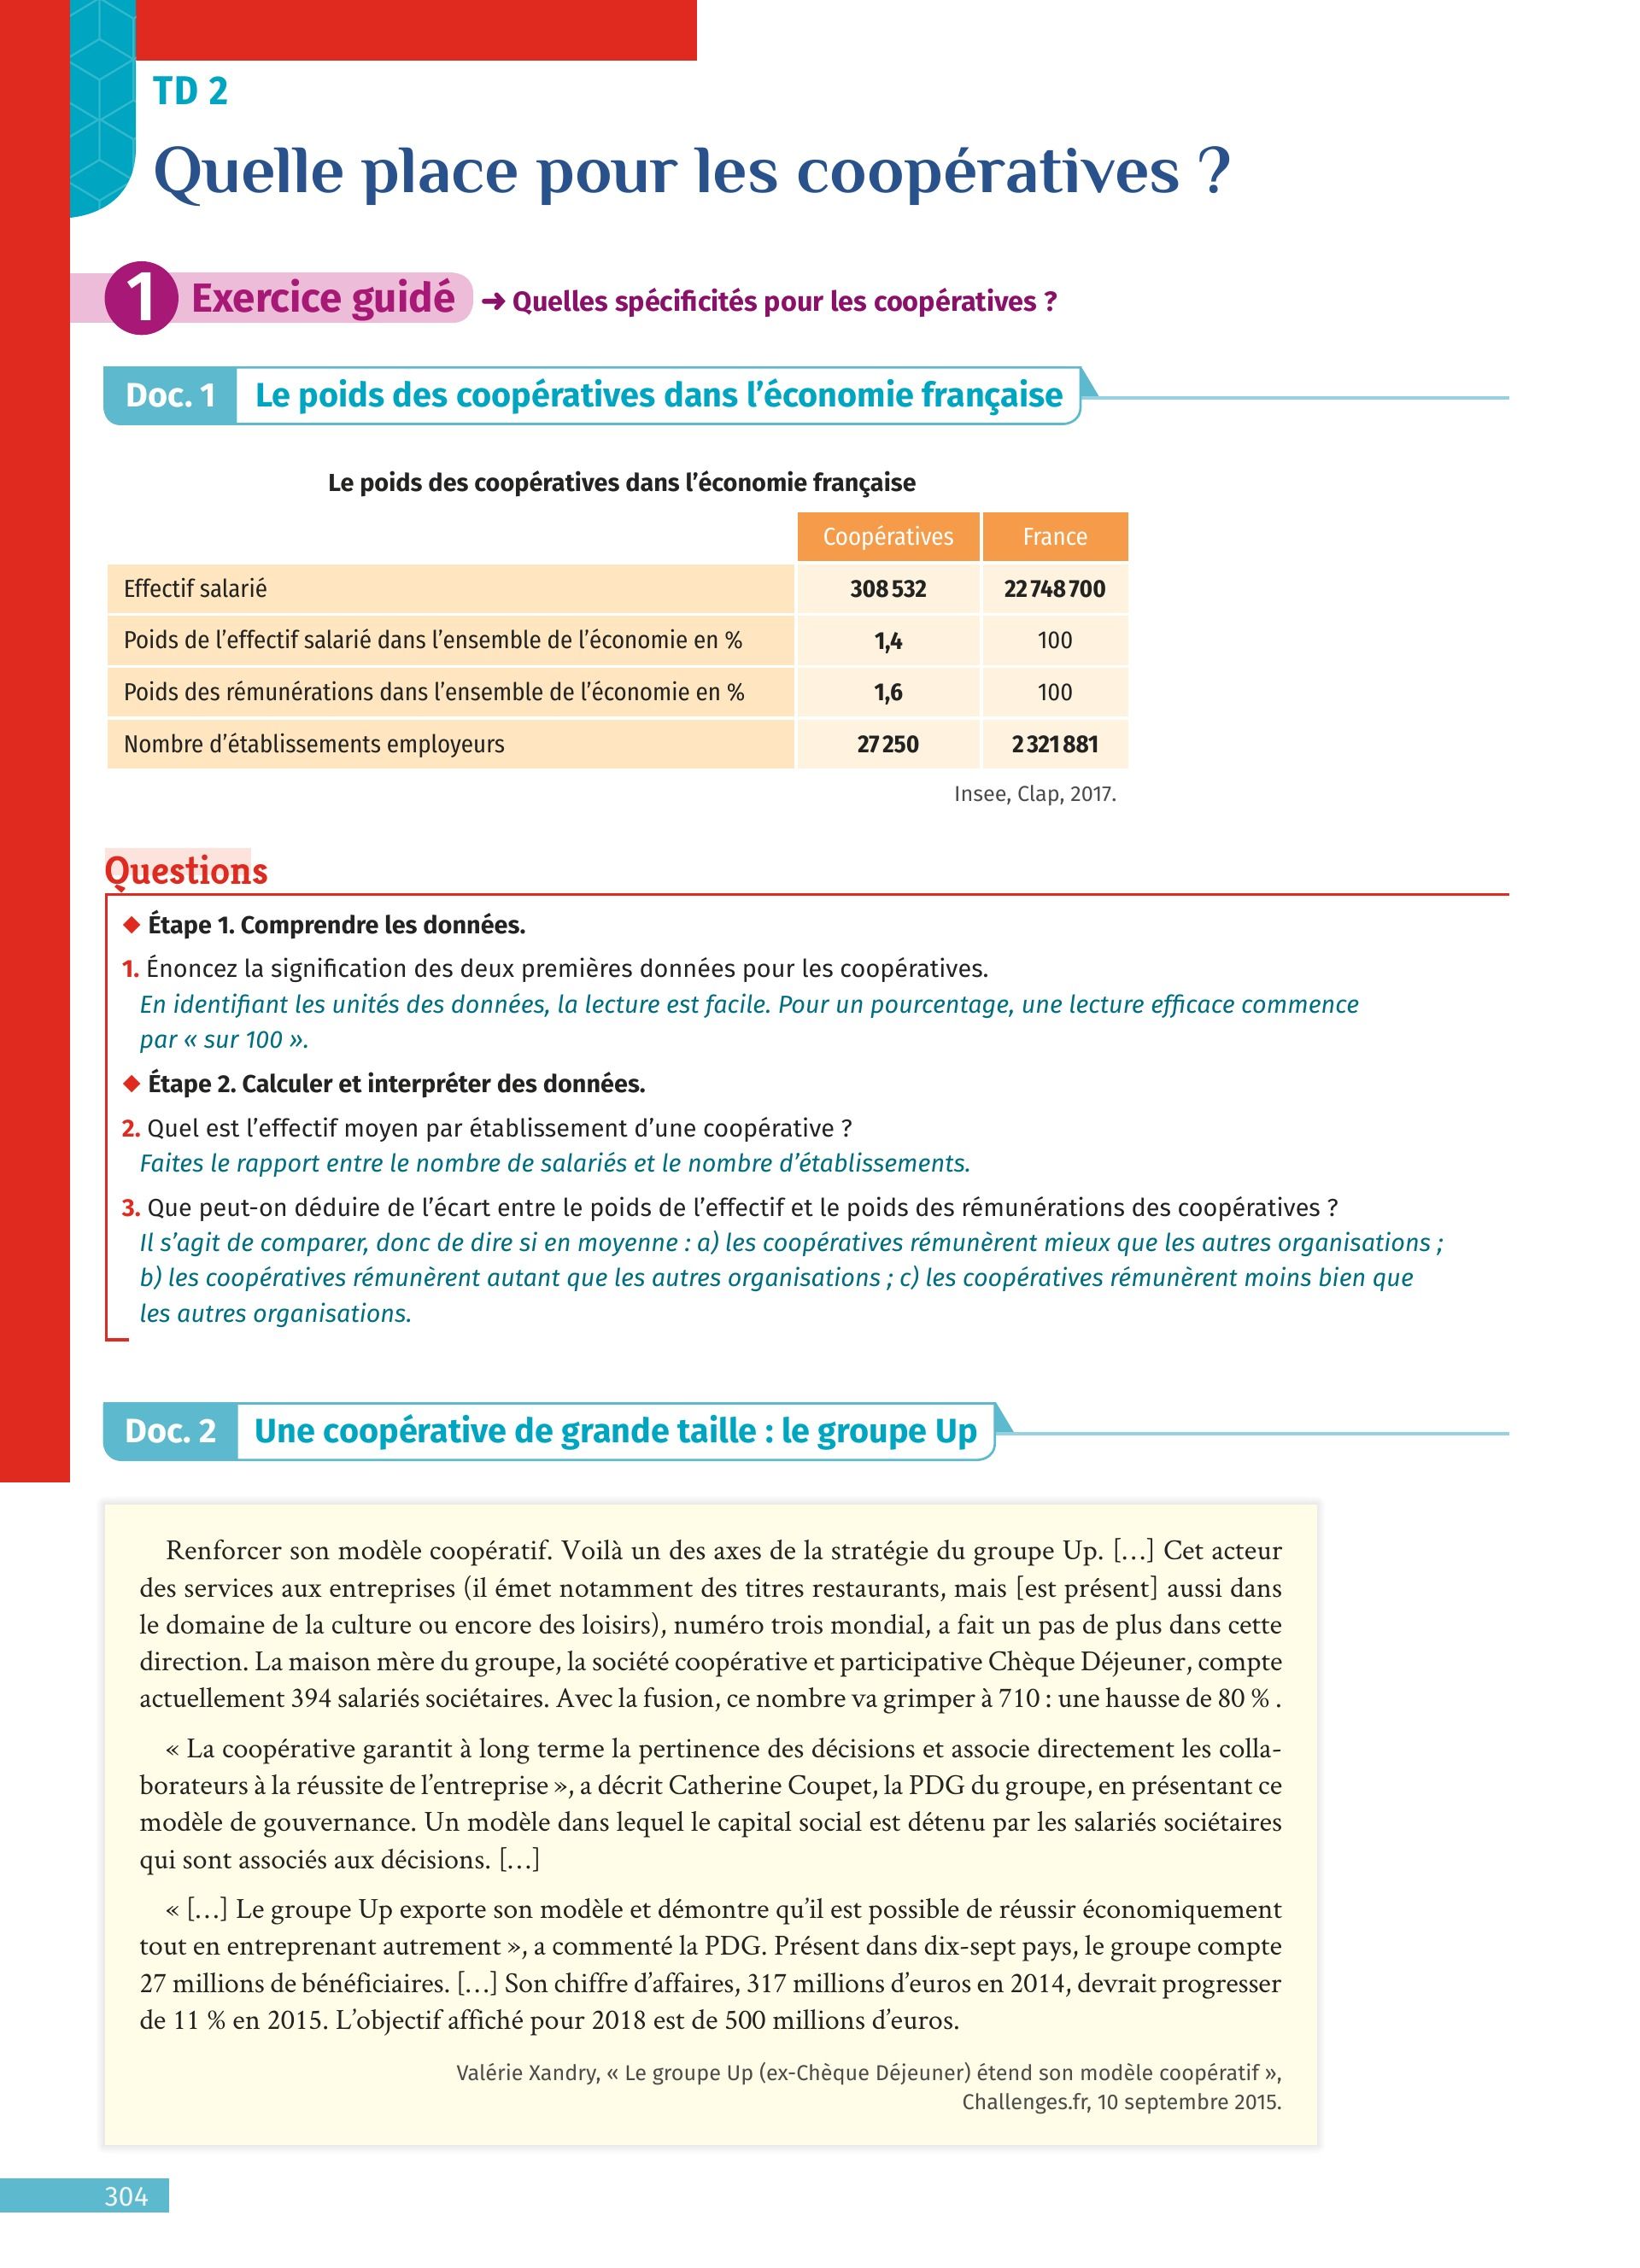 TD 2
Quelle place pour les coopératives ?
1 Exercice guidé ➜ Quelles spécificités pour les coopératives ?
Doc. 1 Le poids des coopératives dans l’économie française
Le poids des coopératives dans l’économie française
Coopératives France
Effectif salarié 308 532 22 748 700
Poids de l’effectif salarié dans l’ensemble de l’économie en % 1,4 100
Poids des rémunérations dans l’ensemble de l’économie en % 1,6 100
Nombre d’établissements employeurs 27 250 2 321 881
Insee, Clap, 2017.
Questions
◆ Étape 1. Comprendre les données.
1. Énoncez la signification des deux premières données pour les coopératives.
En identifiant les unités des données, la lecture est facile. Pour un pourcentage, une lecture efficace commence
par « sur 100 ».
◆ Étape 2. Calculer et interpréter des données.
2. Quel est l’effectif moyen par établissement d’une coopérative ?
Faites le rapport entre le nombre de salariés et le nombre d’établissements.
3. Que peut-on déduire de l’écart entre le poids de l’effectif et le poids des rémunérations des coopératives ?
Il s’agit de comparer, donc de dire si en moyenne : a) les coopératives rémunèrent mieux que les autres organisations ;
b) les coopératives rémunèrent autant que les autres organisations ; c) les coopératives rémunèrent moins bien que
les autres organisations.
Doc. 2 Une coopérative de grande taille : le groupe Up
Renforcer son modèle coopératif. Voilà un des axes de la stratégie du groupe Up. […] Cet acteur
des services aux entreprises (il émet notamment des titres restaurants, mais [est présent] aussi dans
le domaine de la culture ou encore des loisirs), numéro trois mondial, a fait un pas de plus dans cette
direction. La maison mère du groupe, la société coopérative et participative Chèque Déjeuner, compte
actuellement 394 salariés sociétaires. Avec la fusion, ce nombre va grimper à 710 : une hausse de 80 % .
« La coopérative garantit à long terme la pertinence des décisions et associe directement les colla-
borateurs à la réussite de l’entreprise », a décrit Catherine Coupet, la PDG du groupe, en présentant ce
modèle de gouvernance. Un modèle dans lequel le capital social est détenu par les salariés sociétaires
qui sont associés aux décisions. […]
« […] Le groupe Up exporte son modèle et démontre qu’il est possible de réussir économiquement
tout en entreprenant autrement », a commenté la PDG. Présent dans dix-sept pays, le groupe compte
27 millions de bénéficiaires. […] Son chiffre d’affaires, 317 millions d’euros en 2014, devrait progresser
de 11 % en 2015. L’objectif affiché pour 2018 est de 500 millions d’euros.
Valérie Xandry, « Le groupe Up (ex-Chèque Déjeuner) étend son modèle coopératif »,
Challenges.fr, 10 septembre 2015.
304